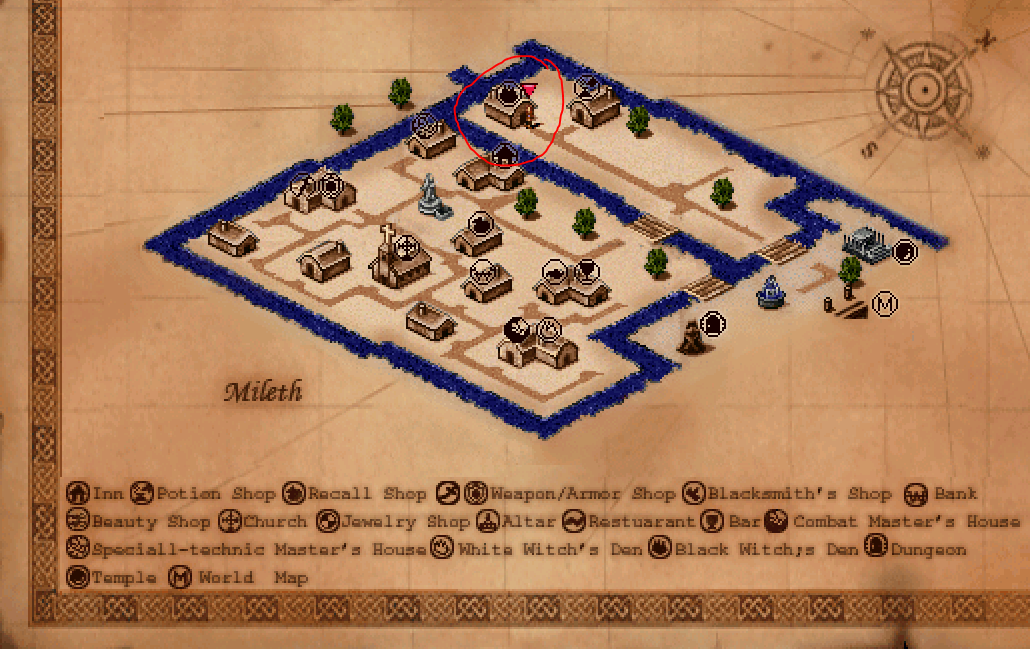 N
S
M
Mileth
Inn Potion Shop Recall Shop Weapon/Armor Shop Blacksmith's Shop Bank
Beauty Shop Church Jewelry Shop Altar Restuarant Bar Combat Master's House
Speciall-technic Master's House White Witch's Den Black Witch;s Den Dungeon
Temple M World Map